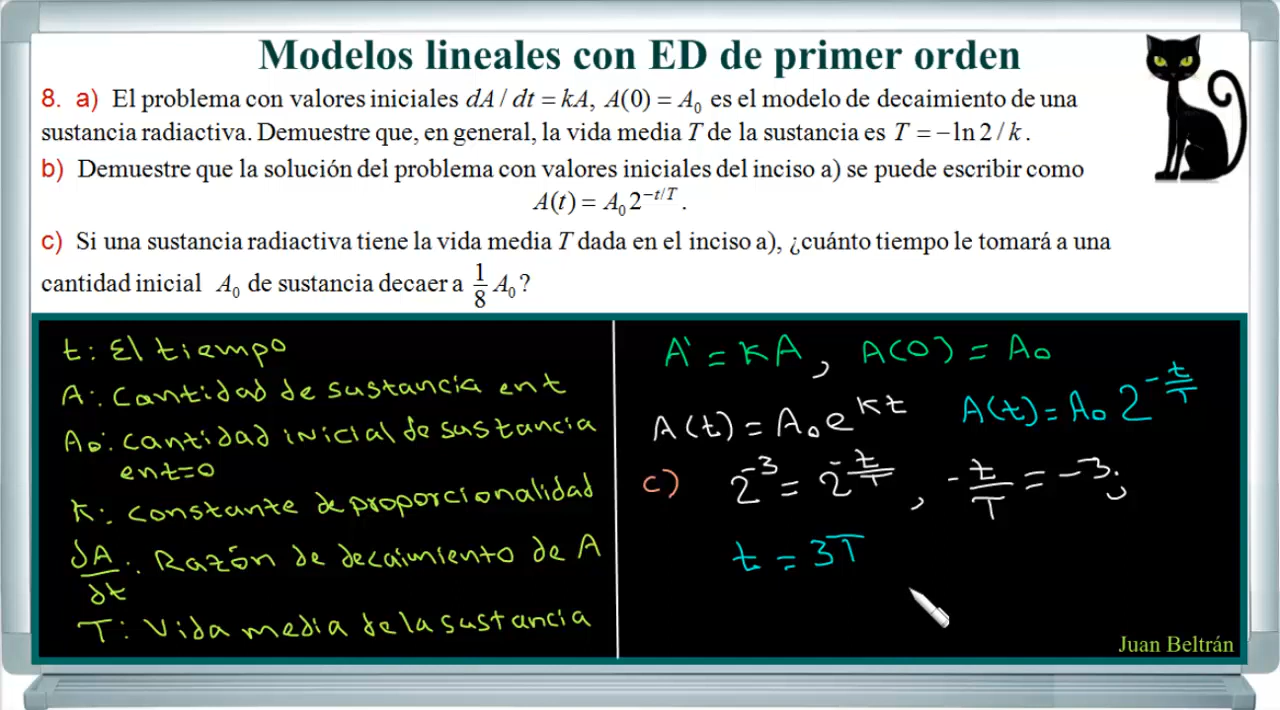 Modelos lineales con ED de primer orden
8. a) El problema con valores iniciales dA / dt = kA, A(0) = A₀ es el modelo de decaimiento de una
sustancia radiactiva. Demuestre que, en general, la vida media T de la sustancia es T = −ln 2 / k.
b) Demuestre que la solución del problema con valores iniciales del inciso a) se puede escribir como
A(t) = A₀ 2^(−t/T).
c) Si una sustancia radiactiva tiene la vida media T dada en el inciso a), ¿cuánto tiempo le tomará a una
cantidad inicial A₀ de sustancia decaer a 1/8 A₀?
t: El tiempo
A: Cantidad de sustancia en t
A₀: Cantidad inicial de sustancia
en t=0
K: Constante de proporcionalidad
dA/dt: Razón de decaimiento de A
T: Vida media de la sustancia
A' = KA, A(0) = A₀
A(t) = A₀e^(Kt) A(t) = A₀ 2^(−t/T)
c) 2^(−3) = 2^(−t/T), −t/T = −3;
t = 3T
Juan Beltrán